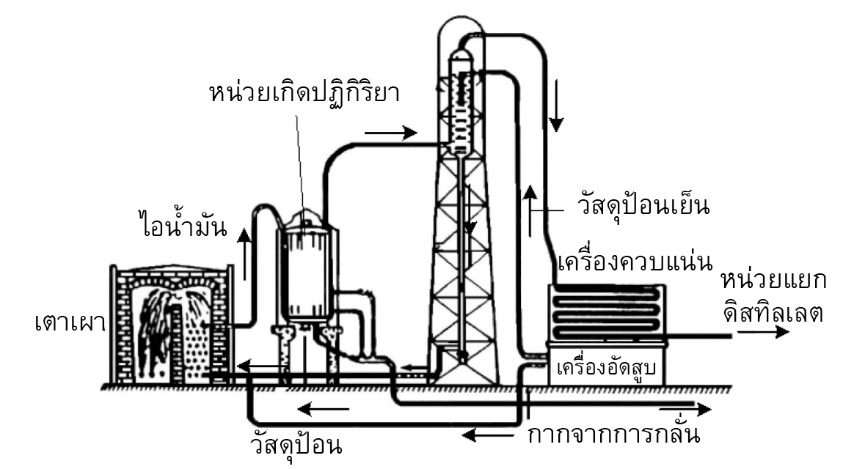 หน่วยเกิดปฏิกิริยา
วัสดุป้อนเย็น
ไอน้ำมัน
เครื่องควบแน่น
หน่วยแยก
ดิสทิลเลต
เตาเผา
เครื่องอัดสูบ
วัสดุป้อน
กากจากการกลั่น